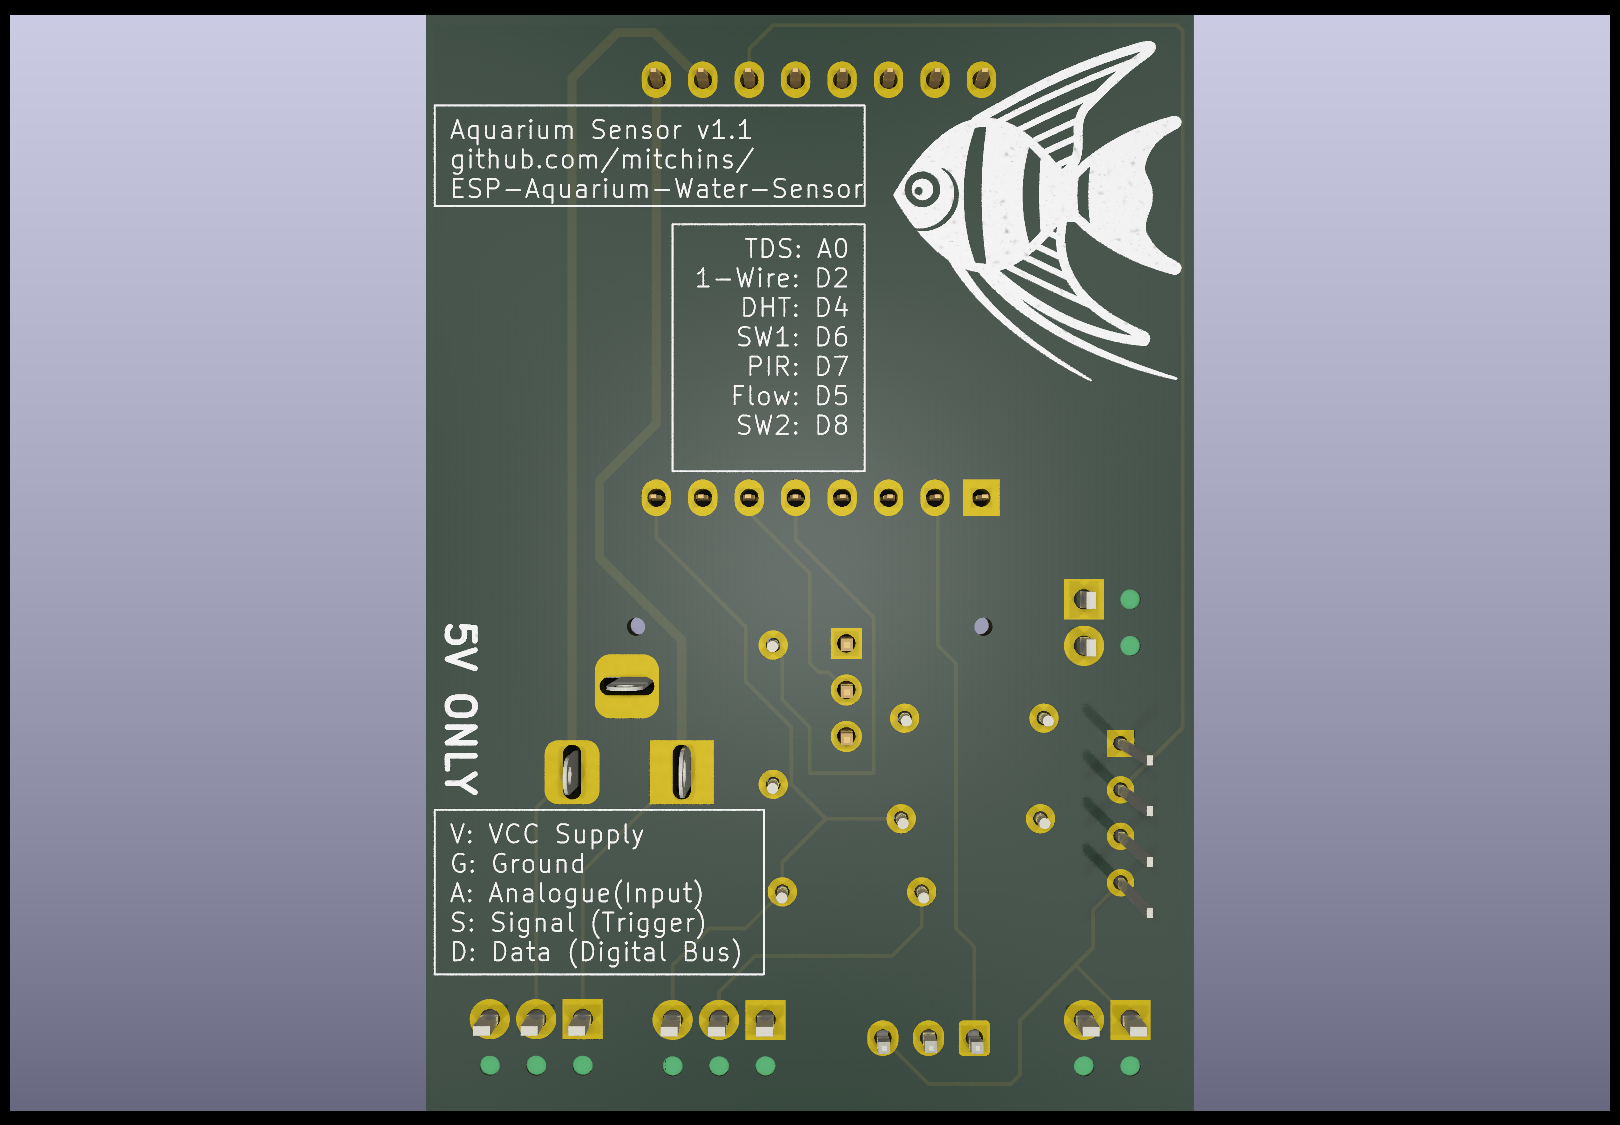 Aquarium Sensor v1.1
github.com/mitchins/
ESP-Aquarium-Water-Sensor
TDS: A0
1-Wire: D2
DHT: D4
SW1: D6
PIR: D7
Flow: D5
SW2: D8
5V ONLY
V: VCC Supply
G: Ground
A: Analogue(Input)
S: Signal (Trigger)
D: Data (Digital Bus)